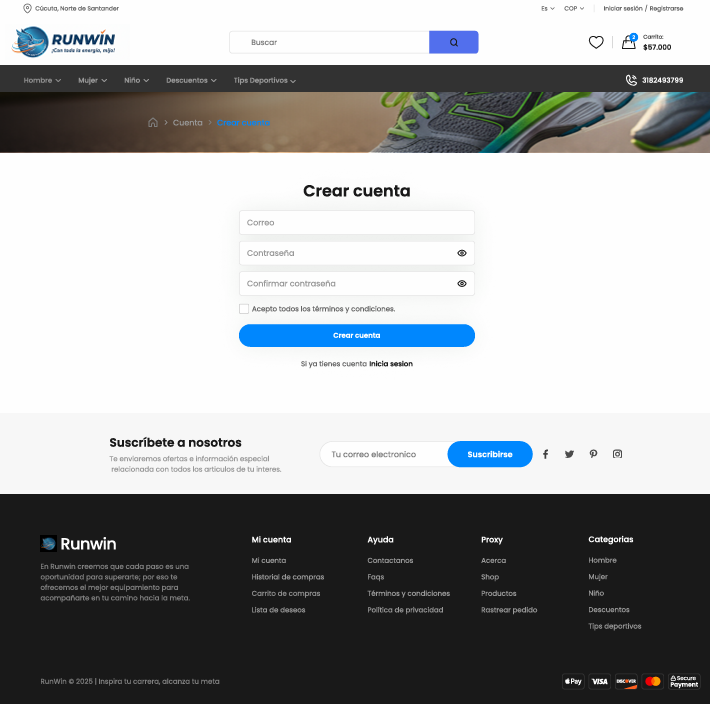 Cúcuta, Norte de Santander
Es
COP
Iniciar sesión / Registrarse
RUNWIN
¡Con toda la energía, mijo!
Buscar
2
Carrito:
$57.000
Hombre
Mujer
Niño
Descuentos
Tips Deportivos
3182493799
Cuenta
Crear cuenta
Crear cuenta
Correo
Contraseña
Confirmar contraseña
Acepto todos los términos y condiciones.
Crear cuenta
Si ya tienes cuenta Inicia sesion
Suscríbete a nosotros
Te enviaremos ofertas e información especial
relacionada con todos los articulos de tu interes.
Tu correo electronico
Suscribirse
Runwin
En Runwin creemos que cada paso es una
oportunidad para superarte; por eso te
ofrecemos el mejor equipamiento para
acompañarte en tu camino hacia la meta.
Mi cuenta
Mi cuenta
Historial de compras
Carrito de compras
Lista de deseos
Ayuda
Contactanos
Faqs
Términos y condiciones
Política de privacidad
Proxy
Acerca
Shop
Productos
Rastrear pedido
Categorias
Hombre
Mujer
Niño
Descuentos
Tips deportivos
RunWin © 2025 | Inspira tu carrera, alcanza tu meta
Pay
VISA
DISCOVER
Secure
Payment